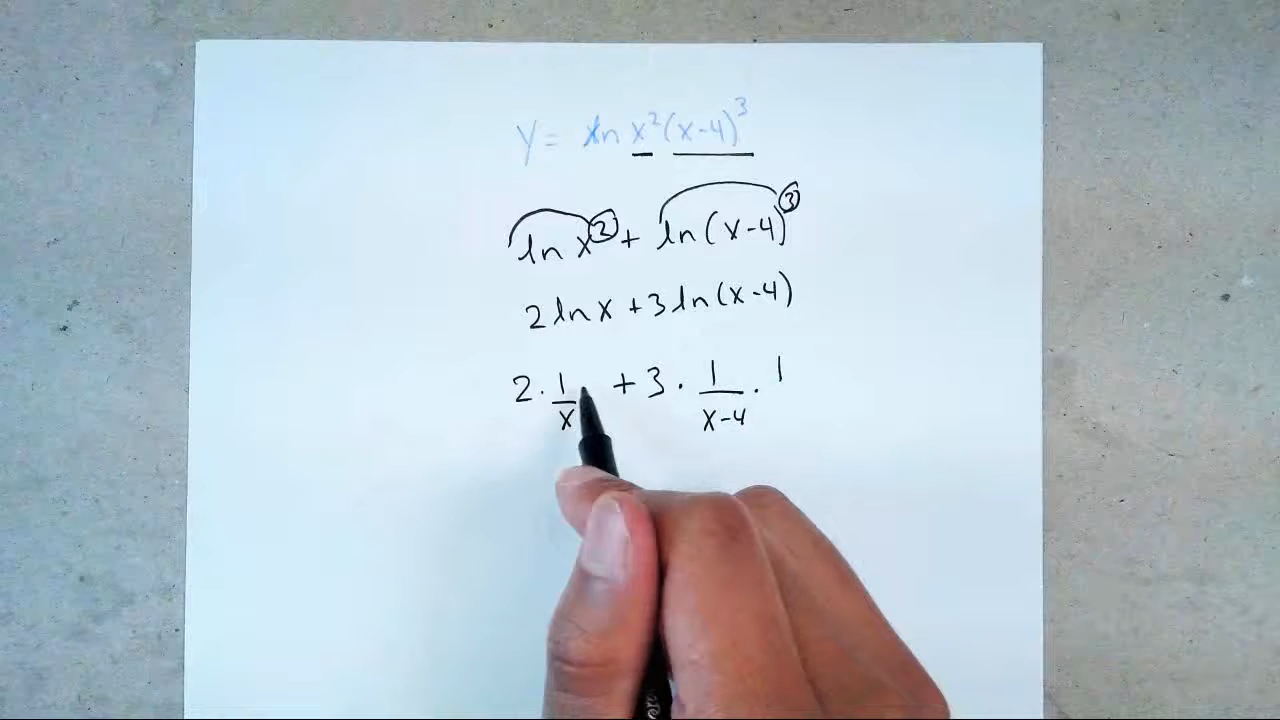 y = ln x²(x-4)³
ln x² + ln(x-4)³
2 ln x + 3 ln(x-4)
2 · 1/x + 3 · 1/(x-4) · 1